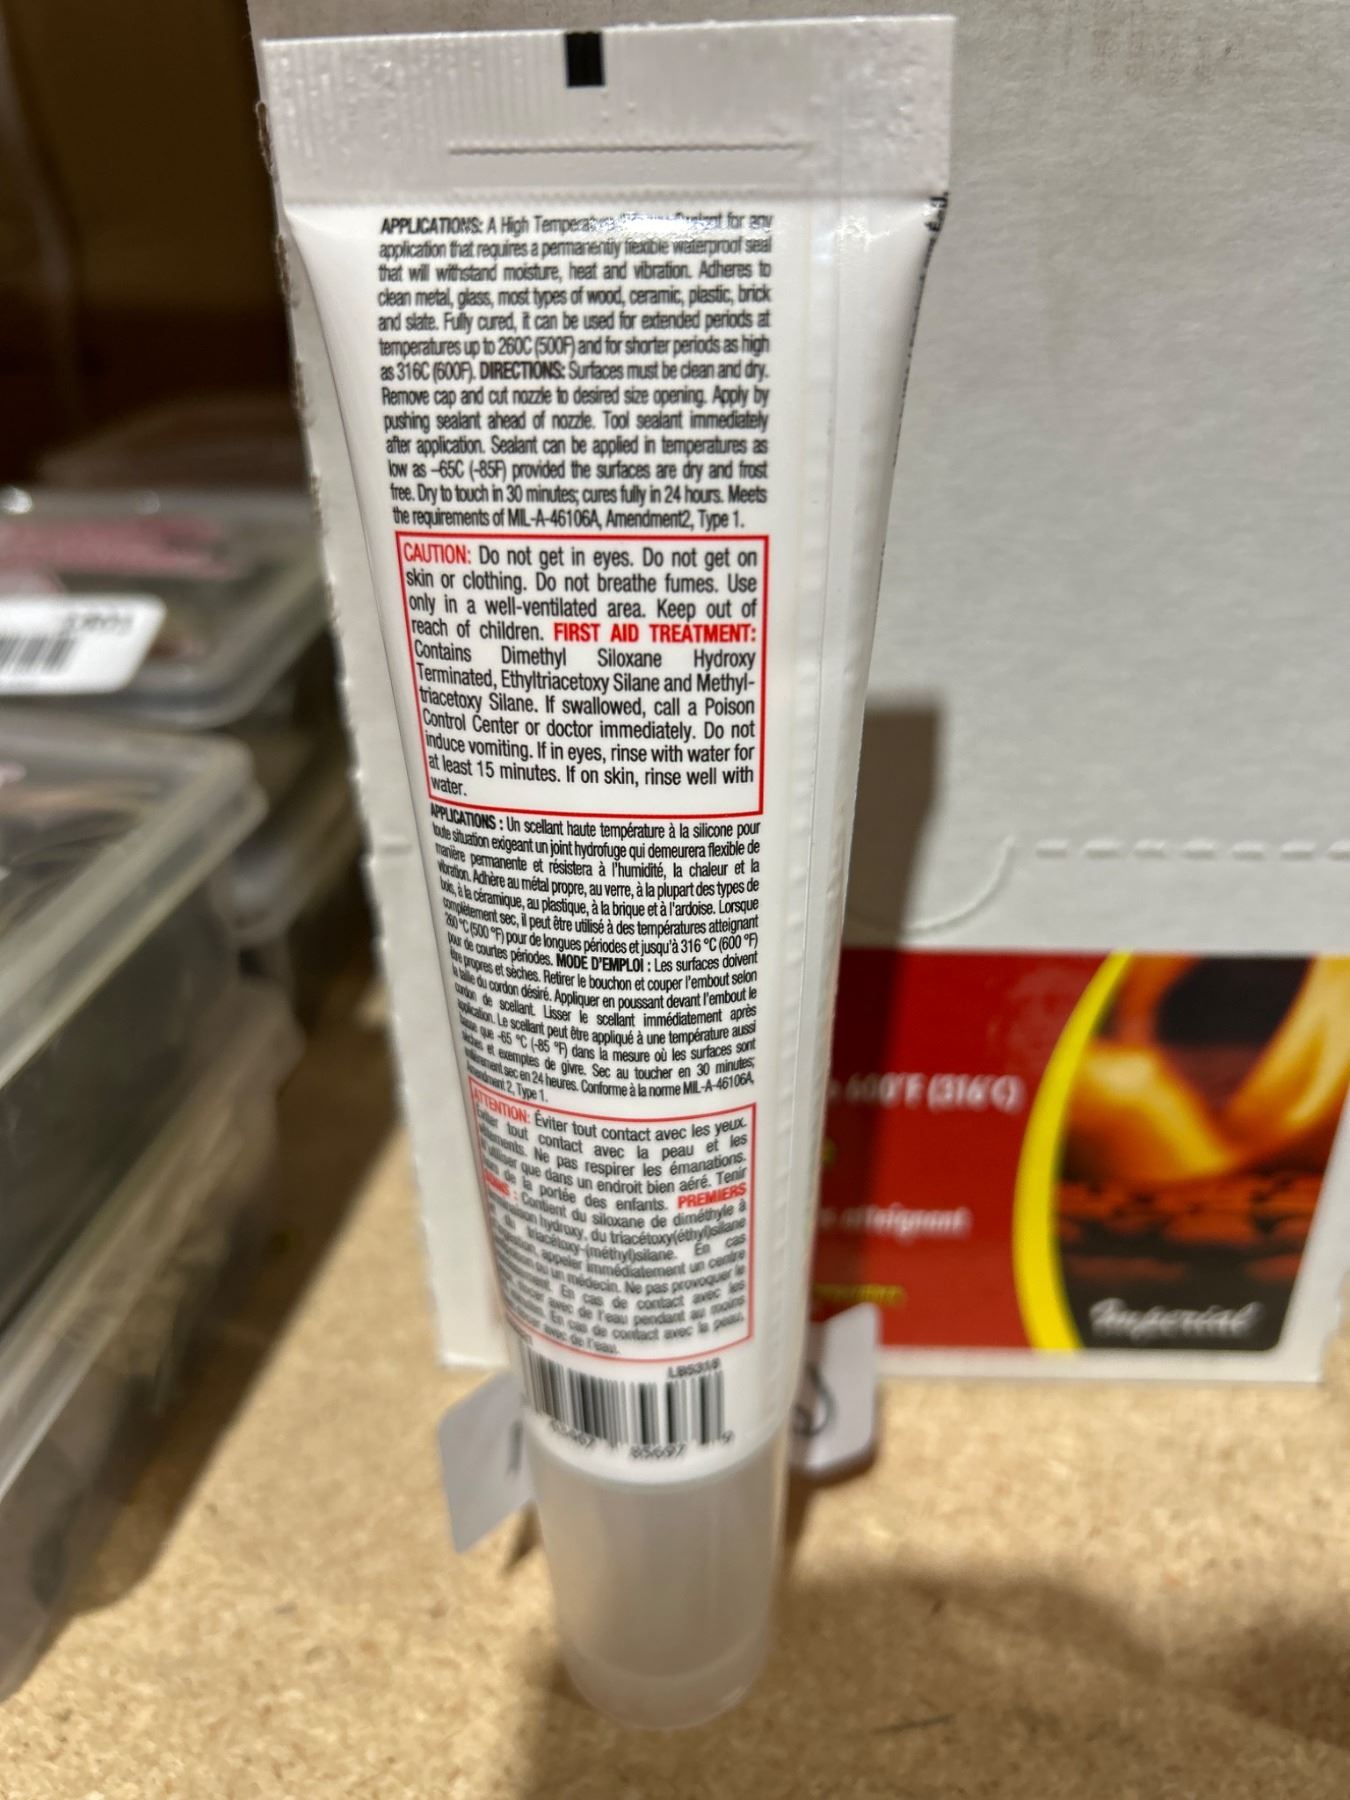 APPLICATIONS: A High for any
application that requires a permanently flexible waterproof seal
that will withstand moisture, heat and vibration. Adheres to
clean metal, glass, most types of wood, ceramic, plastic, brick
and slate. Fully cured, it can be used for extended periods at
temperatures up to 260C (500F) and for shorter periods as high
as 316C (600F). DIRECTIONS: Surfaces must be clean and dry.
Remove cap and cut nozzle to desired size opening. Apply by
pushing sealant ahead of nozzle. Tool sealant immediately
after application. Sealant can be applied in temperatures as
low as –65C (-85F) provided the surfaces are dry and frost
free. Dry to touch in 30 minutes; cures fully in 24 hours. Meets
the requirements of MIL-A-46106A, Amendment2, Type 1.
CAUTION: Do not get in eyes. Do not get on
skin or clothing. Do not breathe fumes. Use
only in a well-ventilated area. Keep out of
reach of children. FIRST AID TREATMENT:
Contains Dimethyl Siloxane Hydroxy
Terminated, Ethyltriacetoxy Silane and Methyl-
triacetoxy Silane. If swallowed, call a Poison
Control Center or doctor immediately. Do not
induce vomiting. If in eyes, rinse with water for
at least 15 minutes. If on skin, rinse well with
water.
APPLICATIONS : Un scellant haute température à la silicone pour
toute situation exigeant un joint hydrofuge qui demeurera flexible de
manière permanente et résistera à l'humidité, la chaleur et la
vibration. Adhère au métal propre, au verre, à la plupart des types de
bois, à la céramique, au plastique, à la brique et à l'ardoise. Lorsque
complètement sec, il peut être utilisé à des températures atteignant
260 °C (500 °F) pour de longues périodes et jusqu'à 316 °C (600 °F)
pour de courtes périodes. MODE D'EMPLOI : Les surfaces doivent
être propres et sèches. Retirer le bouchon et couper l'embout selon
la taille du cordon désiré. Appliquer en poussant devant l'embout le
cordon de scellant. Lisser le scellant immédiatement après
application. Le scellant peut être appliqué à une température aussi
basse que -65 °C (-85 °F) dans la mesure où les surfaces sont
sèches et exemptes de givre. Sec au toucher en 30 minutes;
entièrement sec en 24 heures. Conforme à la norme MIL-A-46106A,
Amendment 2, Type 1.
ATTENTION: Éviter tout contact avec les yeux.
Éviter tout contact avec la peau et les
vêtements. Ne pas respirer les émanations.
N'utiliser que dans un endroit bien aéré. Tenir
hors de la portée des enfants. PREMIERS
SOINS : Contient du siloxane de diméthyle à
terminaison hydroxy, du triacétoxy(éthyl)silane
et du triacétoxy-(méthyl)silane. En cas
d'ingestion, appeler immédiatement un centre
antipoison ou un médecin. Ne pas provoquer le
vomissement. En cas de contact avec les
yeux, rincer avec de l'eau pendant au moins
15 minutes. En cas de contact avec la peau,
rincer avec de l'eau.
LB5318
63467 85697 9
600°F (316°C)
atteignant
Imperial